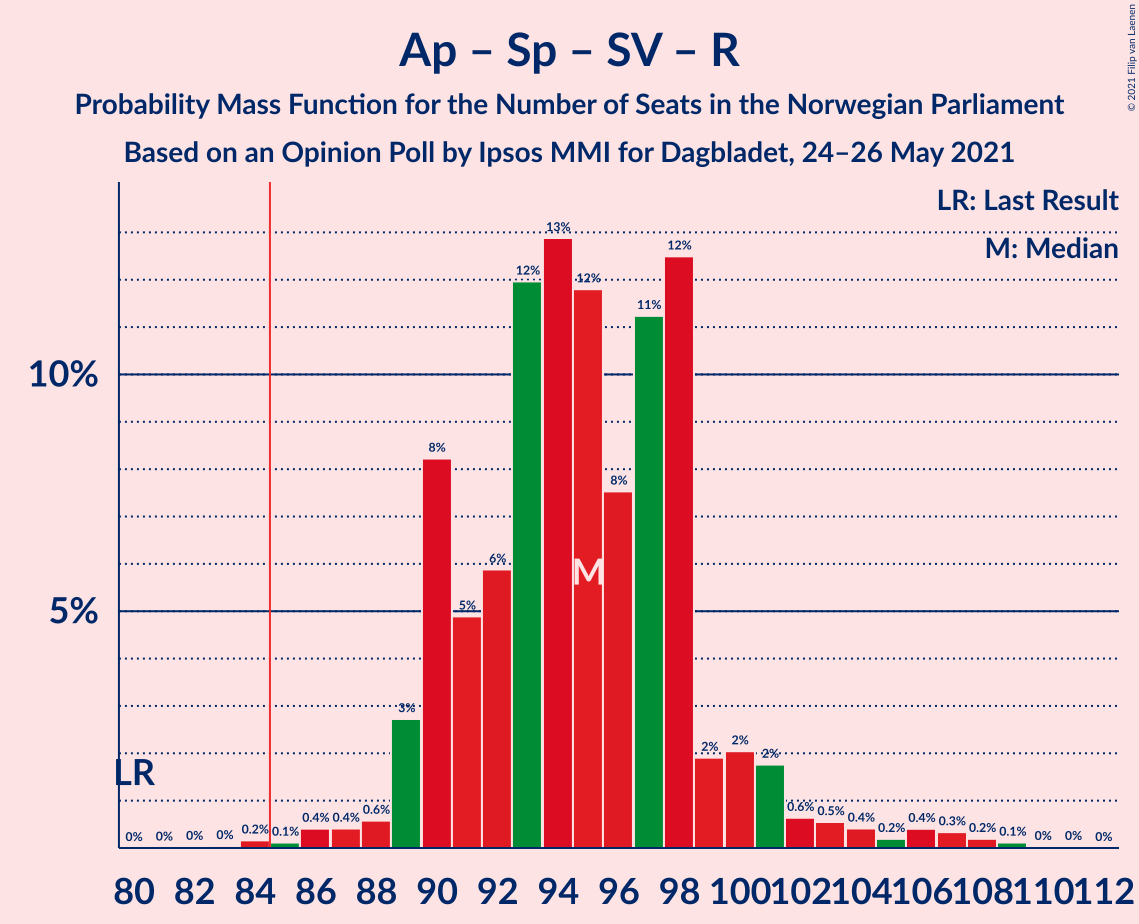 Ap – Sp – SV – R
Probability Mass Function for the Number of Seats in the Norwegian Parliament
Based on an Opinion Poll by Ipsos MMI for Dagbladet, 24–26 May 2021
© 2021 Filip van Laenen
LR: Last Result
M: Median
10%
5%
0% 0% 0% 0% 0.2% 0.1% 0.4% 0.4% 0.6% 3% 8% 5% 6% 12% 13% 12% 8% 11% 12% 2% 2% 2% 0.6% 0.5% 0.4% 0.2% 0.4% 0.3% 0.2% 0.1% 0% 0% 0%
M
LR
80 82 84 86 88 90 92 94 96 98 100 102 104 106 108 110 112